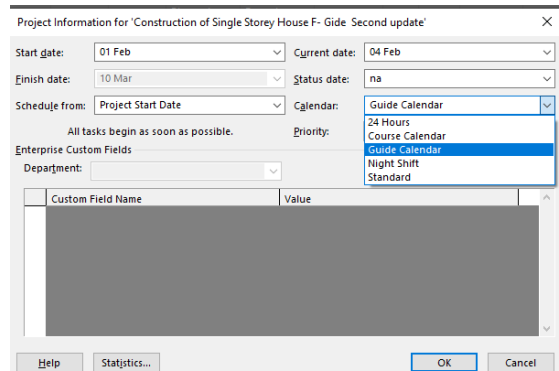 Project Information for 'Construction of Single Storey House F- Gide Second update'
Start date: 01 Feb Current date: 04 Feb
Finish date: 10 Mar Status date: na
Schedule from: Project Start Date Calendar: Guide Calendar
24 Hours
All tasks begin as soon as possible. Priority: Course Calendar
Enterprise Custom Fields Guide Calendar
Night Shift
Department: Standard
Custom Field Name Value
Help Statistics... OK Cancel